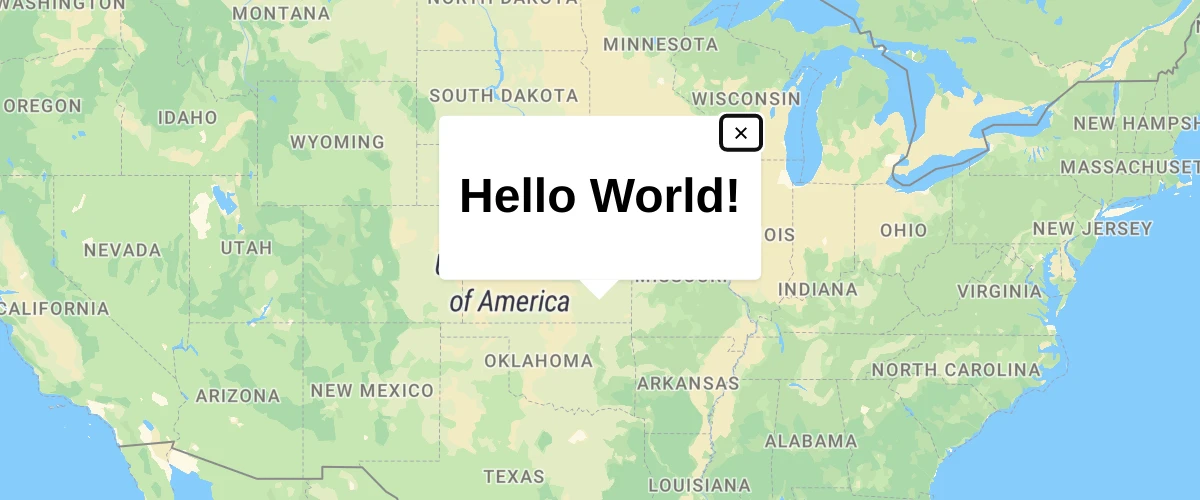 WASHINGTON
MONTANA
NORTH DAKOTA
MINNESOTA
OREGON
IDAHO
SOUTH DAKOTA
WISCONSIN
WYOMING
NEW HAMPSH
MASSACHUSET
×
Hello World!
NEVADA
UTAH
OIS
OHIO
NEW JERSEY
MISSOURI
INDIANA
VIRGINIA
of America
CALIFORNIA
OKLAHOMA
ARKANSAS
NORTH CAROLINA
ARIZONA
NEW MEXICO
ALABAMA
TEXAS
LOUISIANA